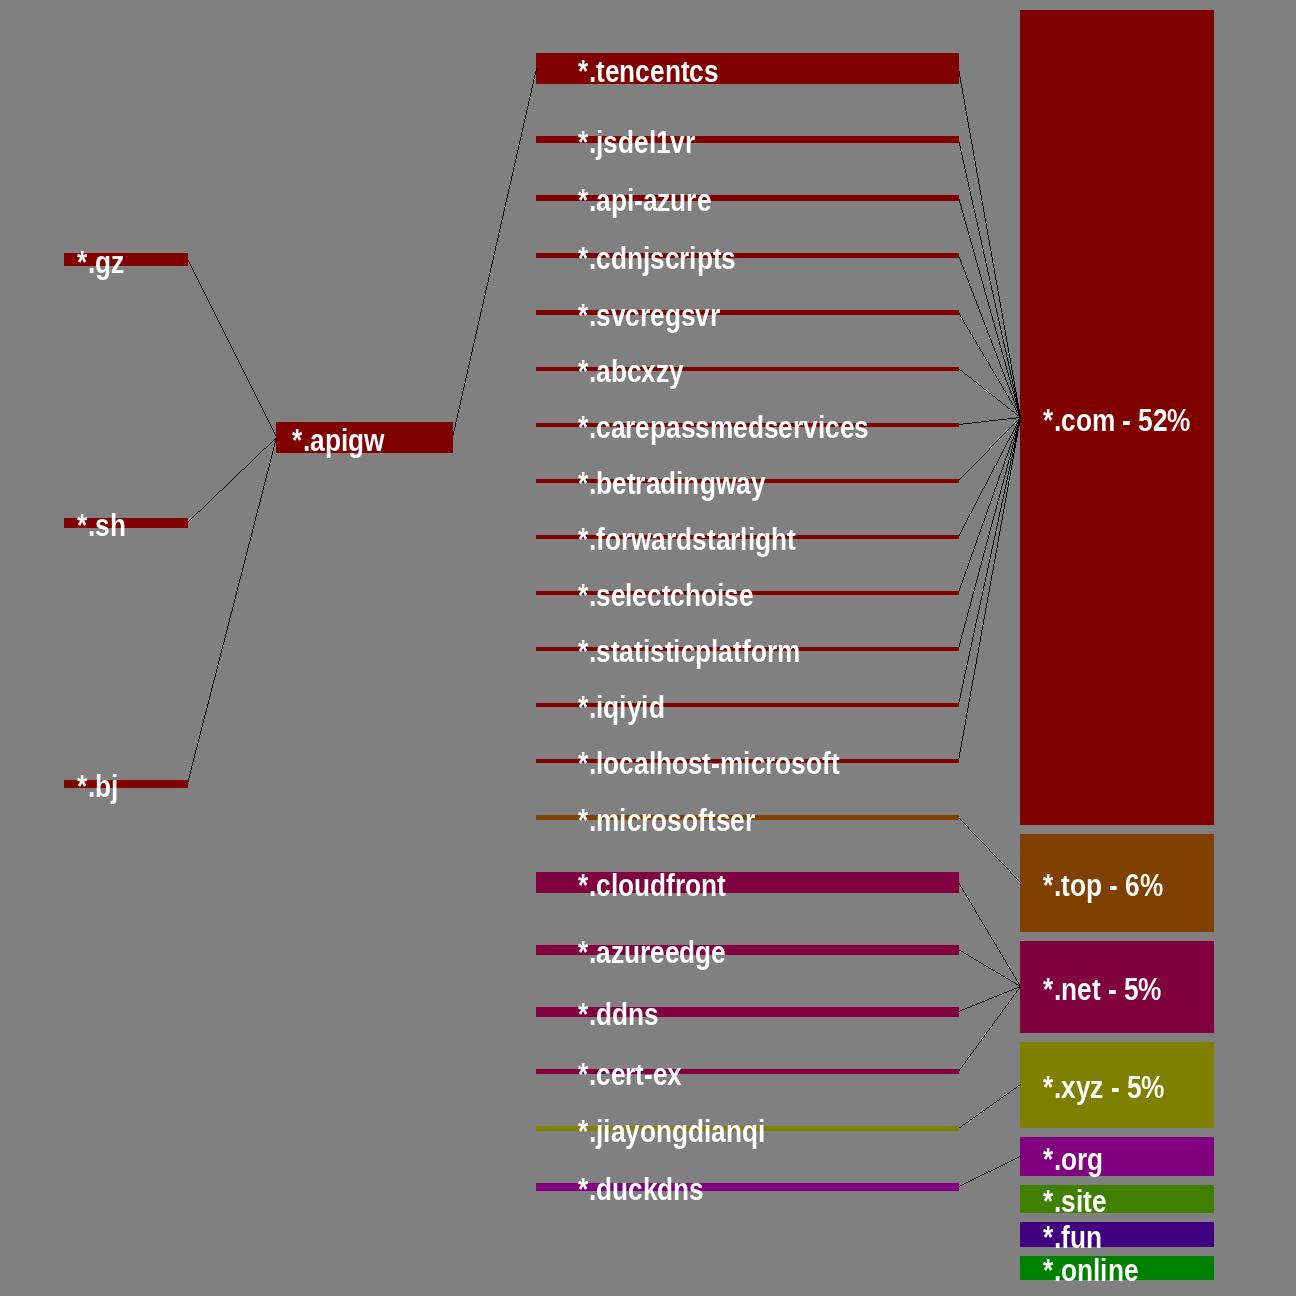 *.gz
*.sh
*.bj
*.apigw
*.tencentcs
*.jsdel1vr
*.api-azure
*.cdnjscripts
*.svcregsvr
*.abcxzy
*.carepassmedservices
*.betradingway
*.forwardstarlight
*.selectchoise
*.statisticplatform
*.iqiyid
*.localhost-microsoft
*.microsoftser
*.cloudfront
*.azureedge
*.ddns
*.cert-ex
*.jiayongdianqi
*.duckdns
*.com - 52%
*.top - 6%
*.net - 5%
*.xyz - 5%
*.org
*.site
*.fun
*.online